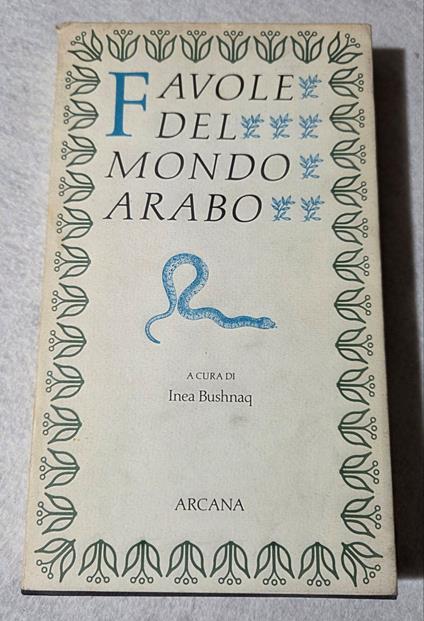 FAVOLE
DEL
MONDO
ARABO
A CURA DI
Inea Bushnaq
ARCANA